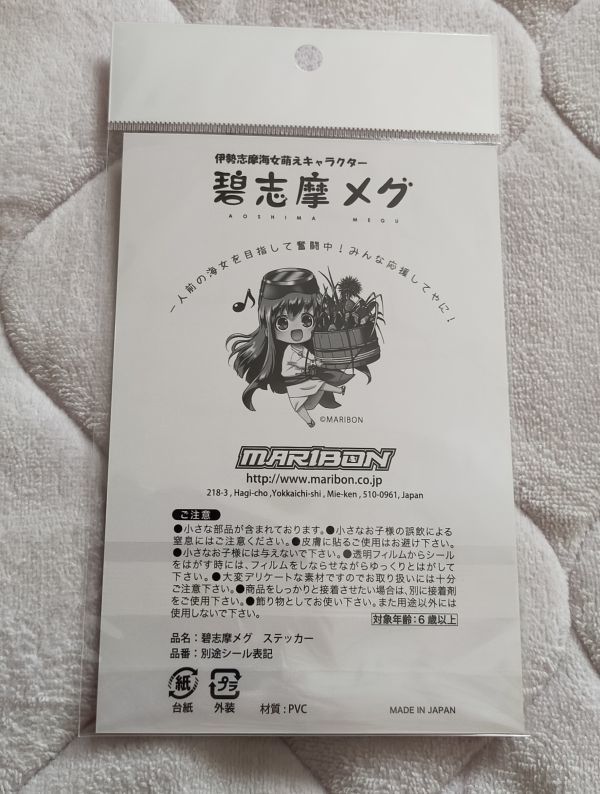 伊勢志摩海女萌えキャラクター
碧志摩メグ
AOSHIMA MEGU
一人前の海女を目指して奮闘中!みんな応援してやに!
©MARIBON
MARIBON
http://www.maribon.co.jp
218-3 , Hagi-cho ,Yokkaichi-shi , Mie-ken , 510-0961, Japan
ご注意
●小さな部品が含まれております。●小さなお子様の誤飲による
窒息にはご注意ください。●皮膚に貼るご使用はお避け下さい。
●小さなお子様には与えないで下さい。●透明フィルムからシール
をはがす時には、フィルムをしならせながらゆっくりとはがして
下さい。●大変デリケートな素材ですのでお取り扱いには十分
ご注意下さい。●商品をしっかりと接着させたい場合は、別に接着剤
をご使用下さい。●飾り物としてお使い下さい。また用途以外には
使用しないで下さい。
対象年齢:6歳以上
品名:碧志摩メグ ステッカー
品番:別途シール表記
紙
台紙
プラ
外装
材質:PVC
MADE IN JAPAN